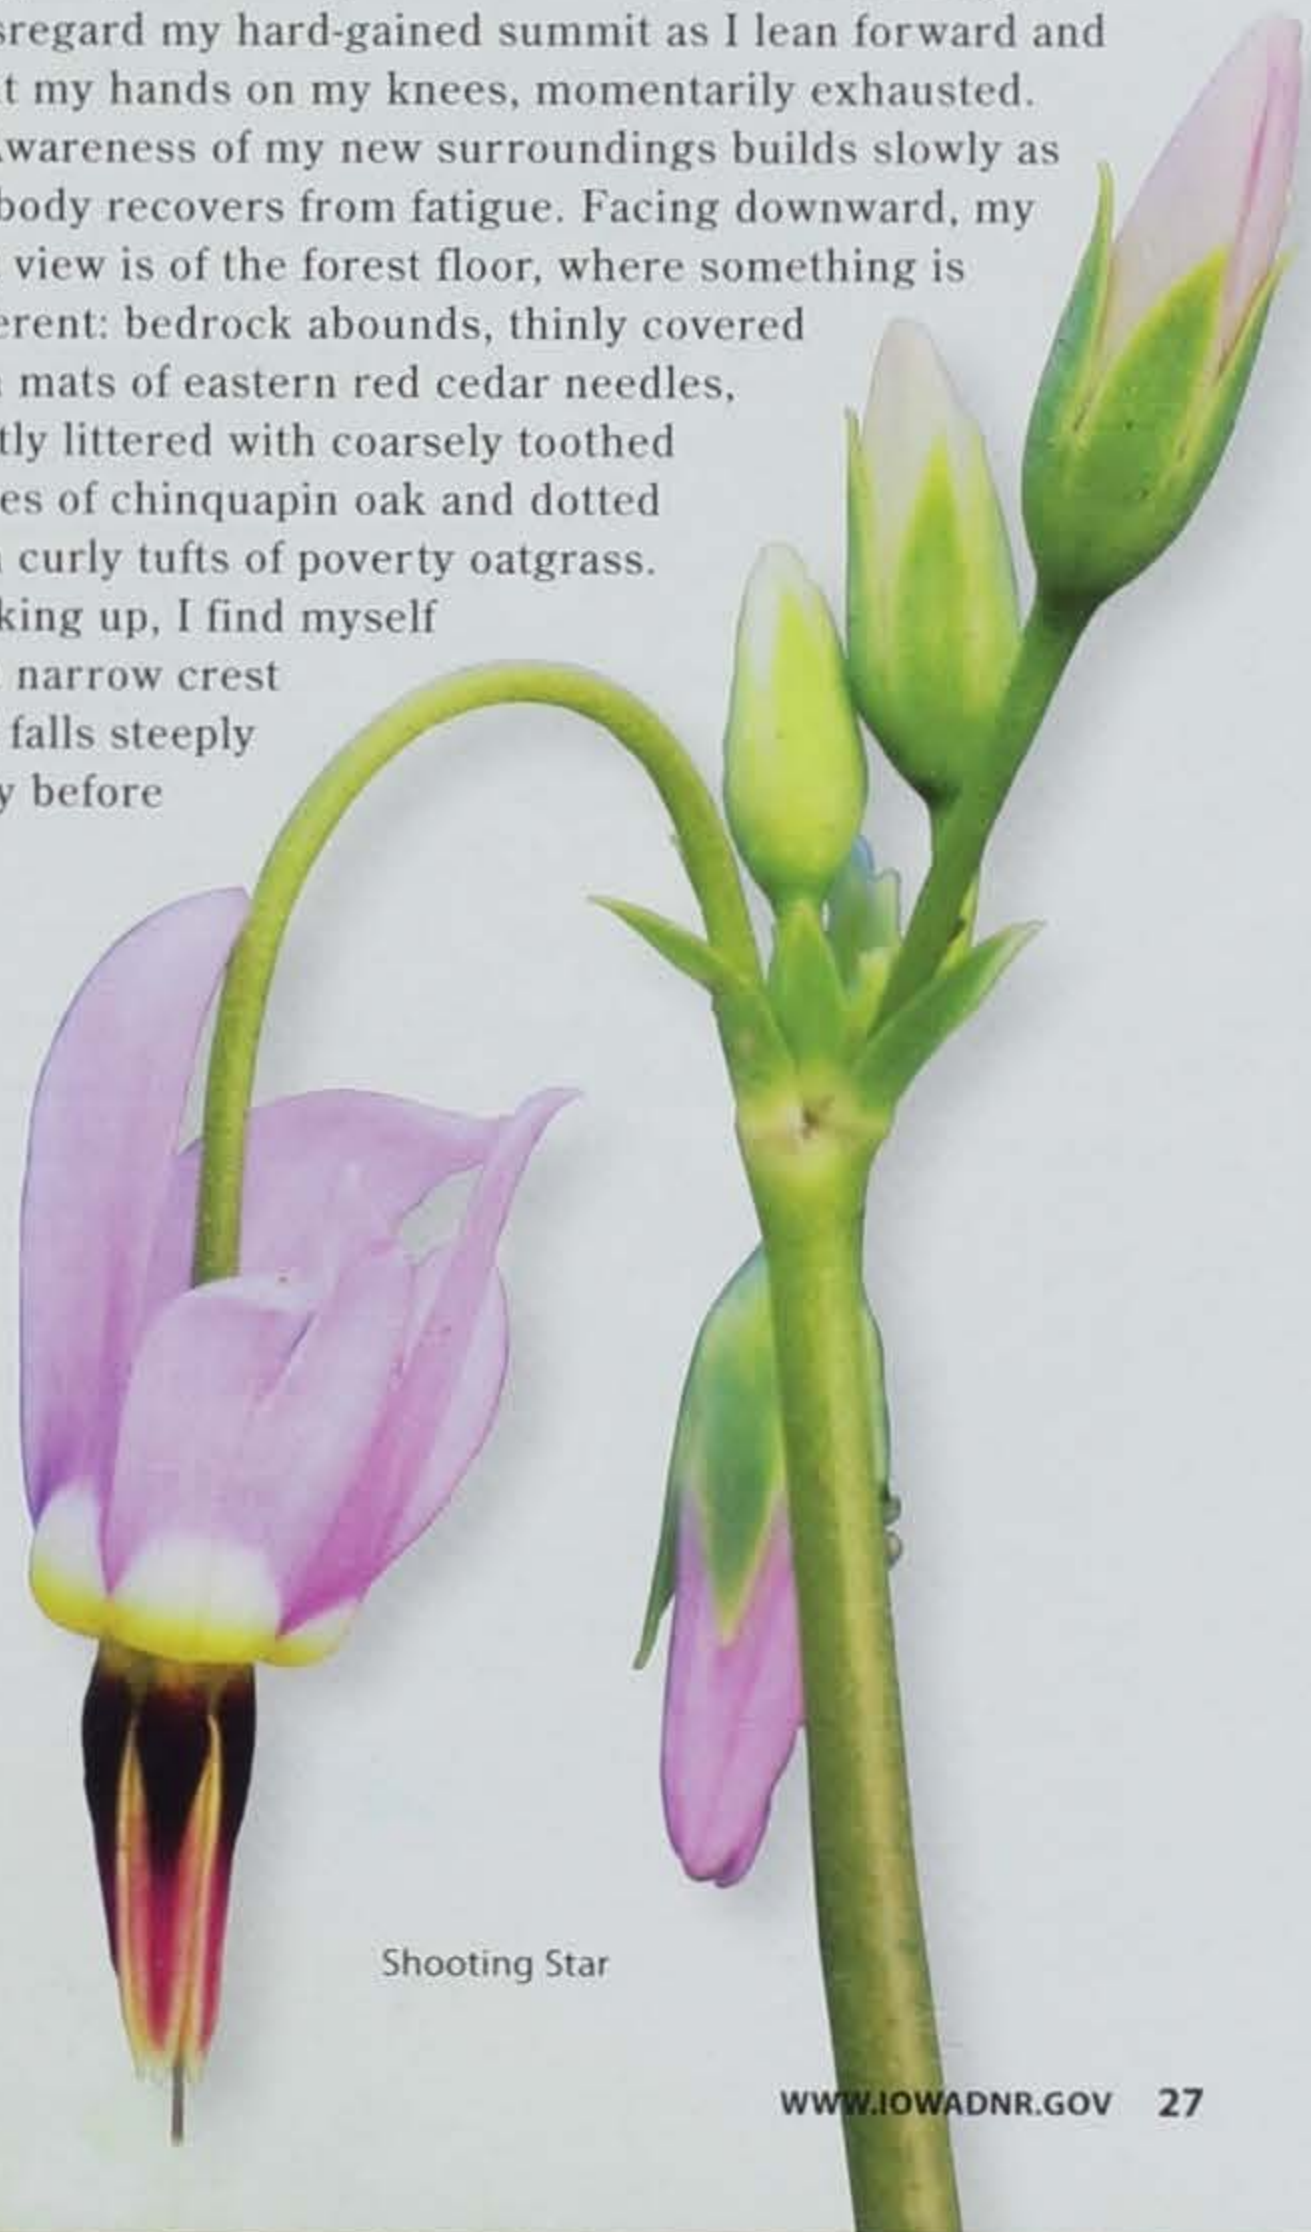 sregard my hard-gained summit as I lean forward and
t my hands on my knees, momentarily exhausted.
wareness of my new surroundings builds slowly as
body recovers from fatigue. Facing downward, my
view is of the forest floor, where something is
erent: bedrock abounds, thinly covered
mats of eastern red cedar needles,
tly littered with coarsely toothed
es of chinquapin oak and dotted
curly tufts of poverty oatgrass.
king up, I find myself
narrow crest
falls steeply
y before
Shooting Star
WWW.IOWADNR.GOV 27